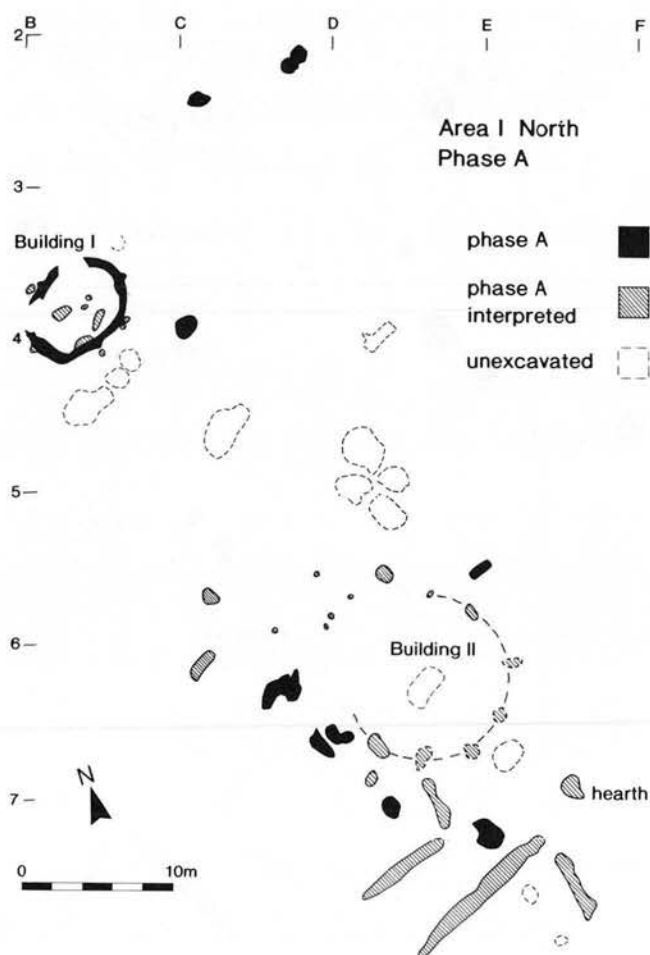 B C D E F
2
Area I North
Phase A
3
phase A
Building I
phase A
interpreted
4
unexcavated
5
6
Building II
N
7
hearth
0 10m